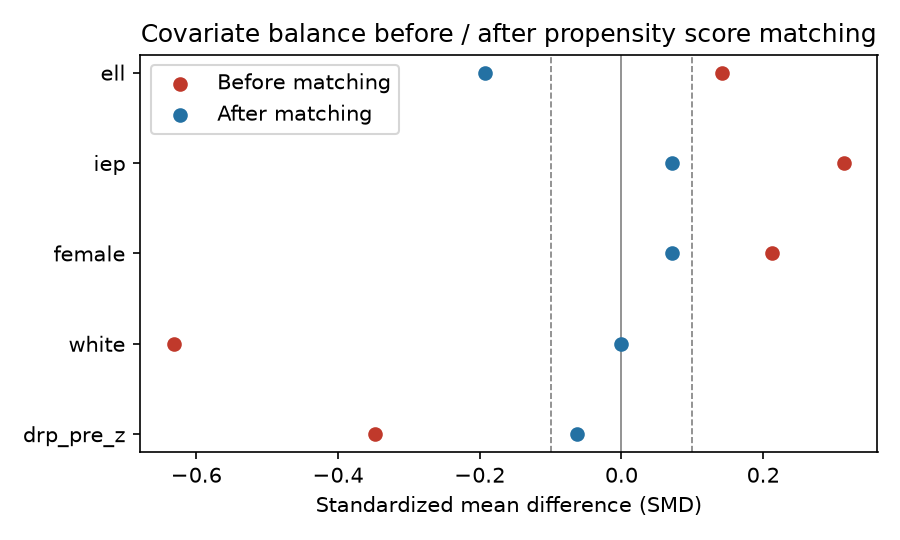 Covariate balance before / after propensity score matching
Before matching
After matching
ell
iep
female
white
drp_pre_z
−0.6
−0.4
−0.2
0.0
0.2
Standardized mean difference (SMD)